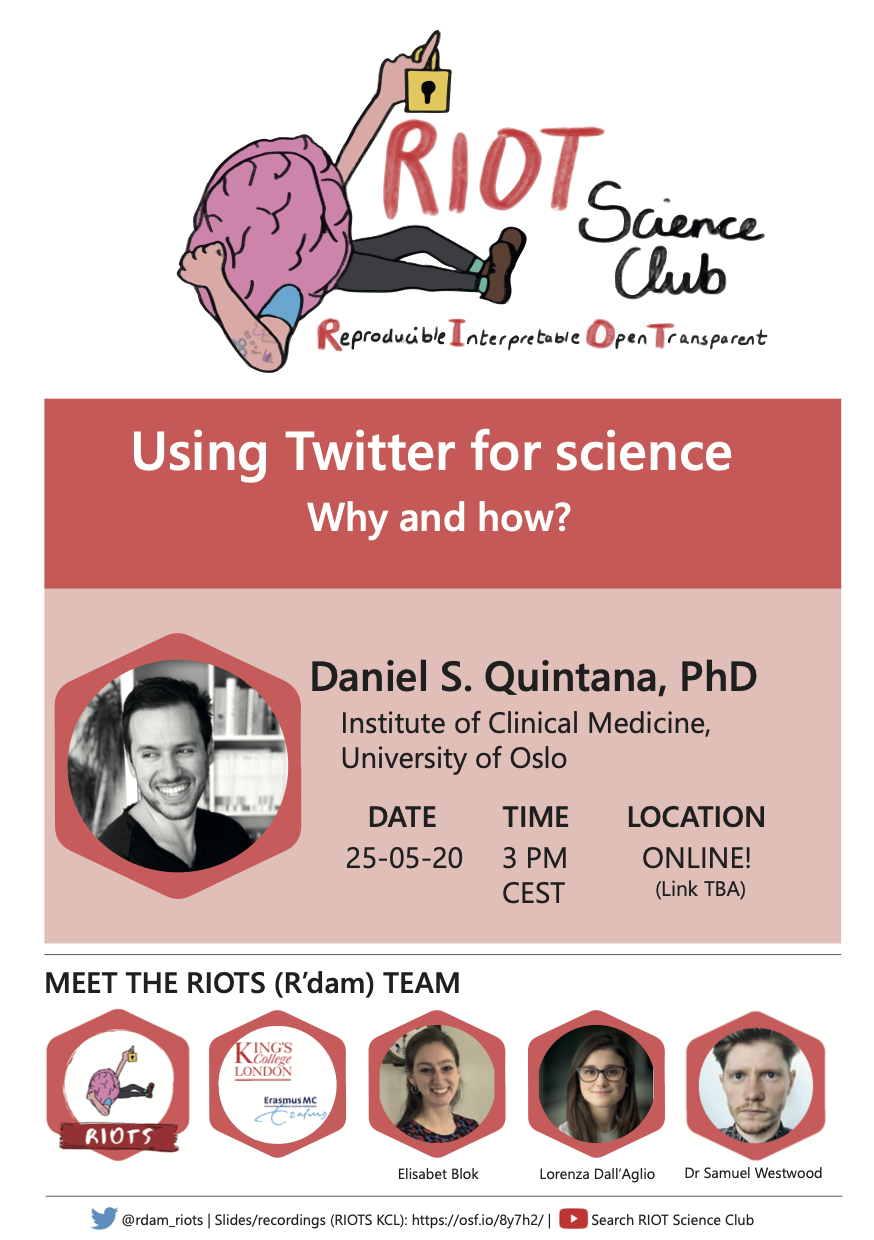 RIOT
Science
Club
Reproducible Interpretable Open Transparent
Using Twitter for science
Why and how?
Daniel S. Quintana, PhD
Institute of Clinical Medicine,
University of Oslo
DATE TIME LOCATION
25-05-20 3 PM ONLINE!
CEST (Link TBA)
MEET THE RIOTS (R’dam) TEAM
KING'S
College
LONDON
Erasmus MC
Erasmus
RIOTS
Elisabet Blok Lorenza Dall’Aglio Dr Samuel Westwood
@rdam_riots | Slides/recordings (RIOTS KCL): https://osf.io/8y7h2/ | Search RIOT Science Club